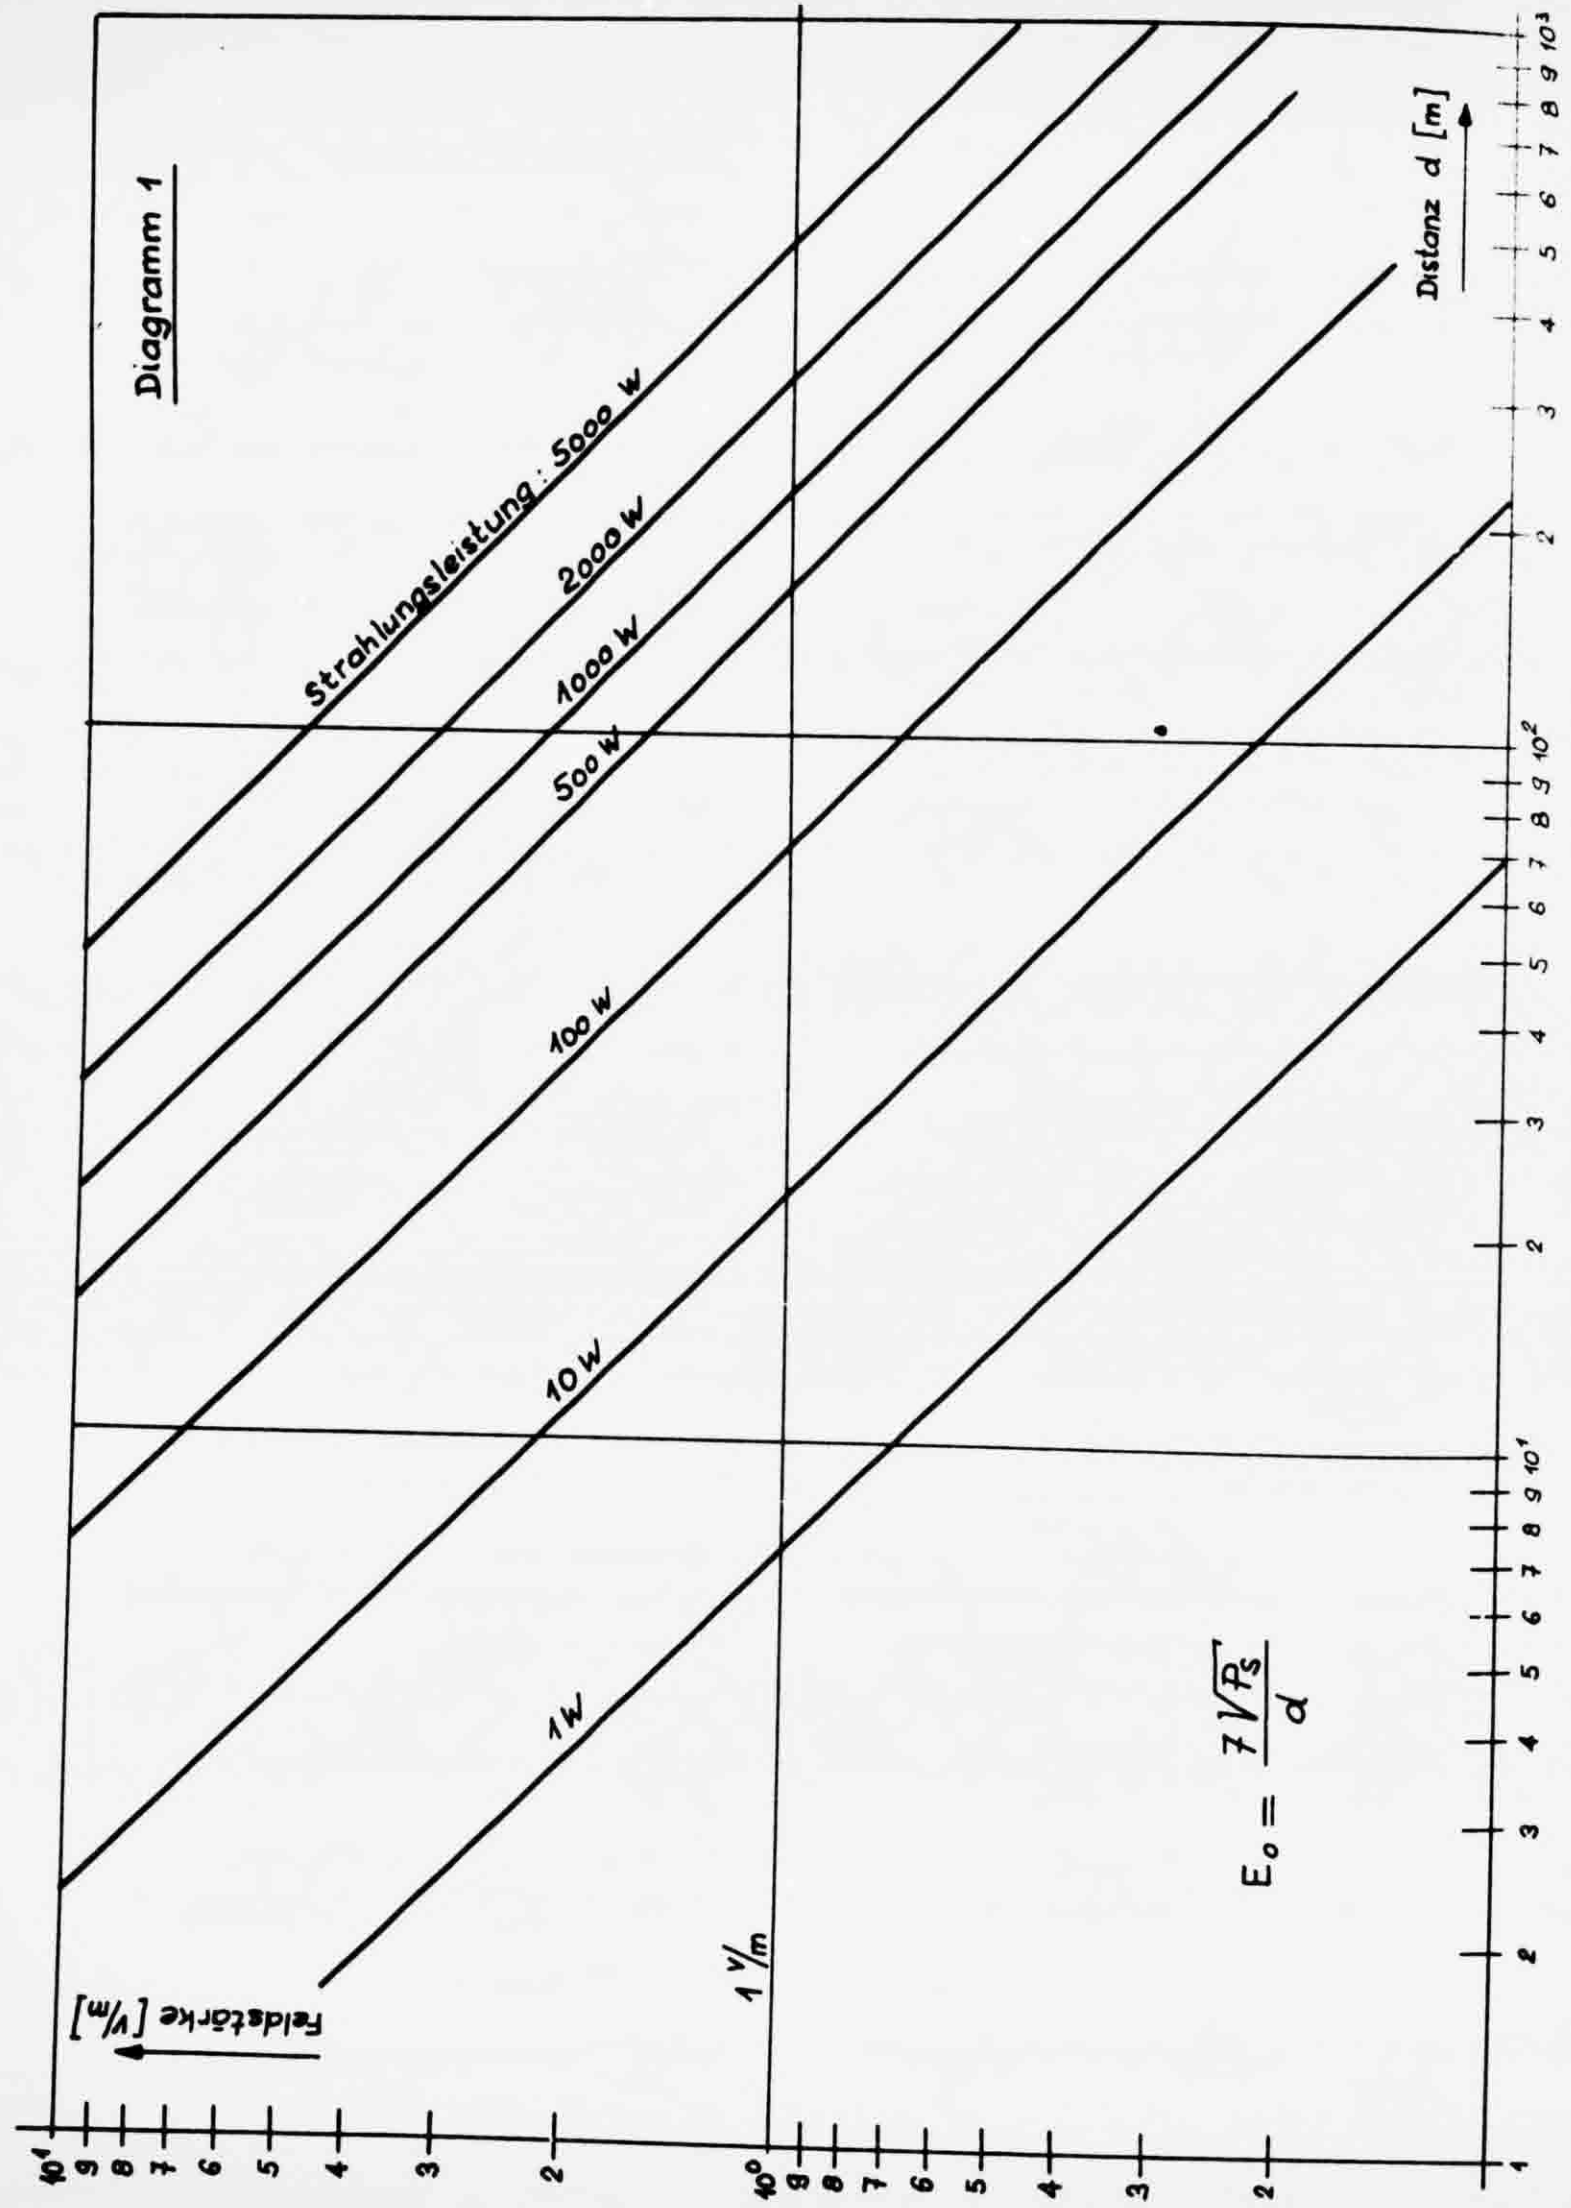 Diagramm 1
Feldstärke [V/m]
Strahlungsleistung: 5000 W
2000 W
1000 W
500 W
100 W
10 W
1 W
1 V/m
E₀ = 7√Pₛ / d
Distanz d [m]
10¹
9
8
7
6
5
4
3
2
10⁰
9
8
7
6
5
4
3
2
1 2 3 4 5 6 7 8 9 10¹ 2 3 4 5 6 7 8 9 10² 2 3 4 5 6 7 8 9 10³